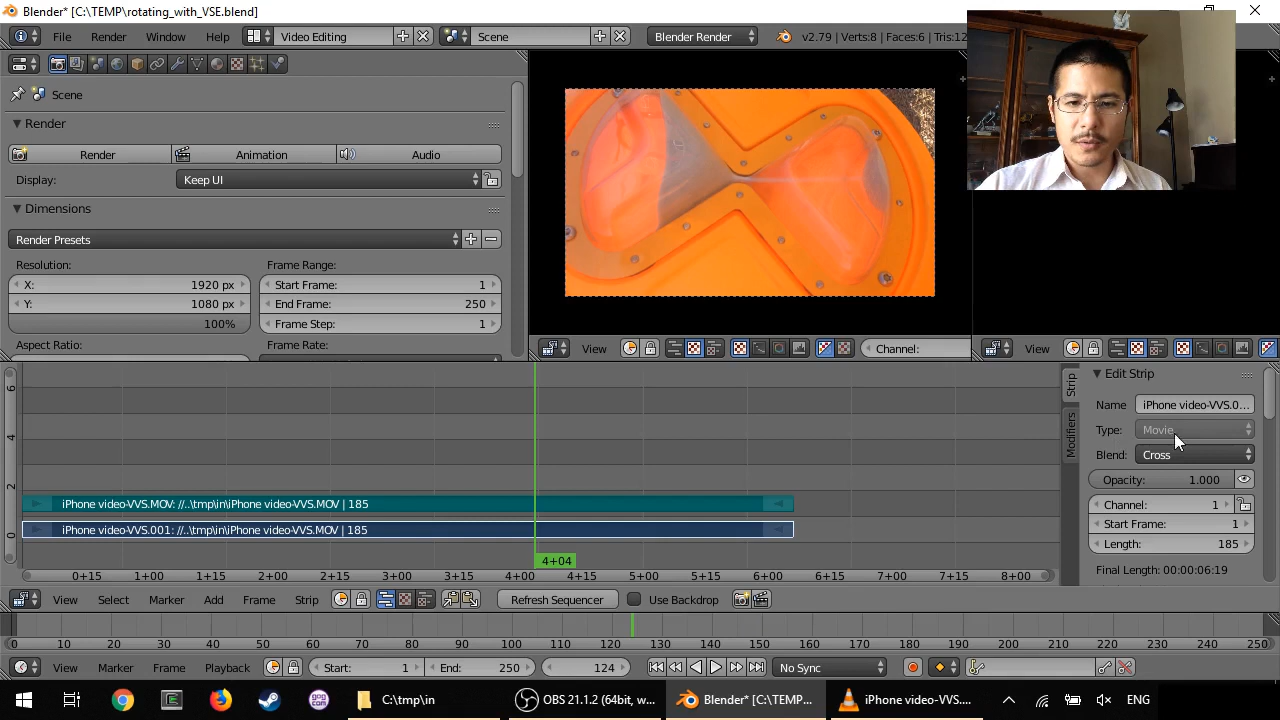 Blender* [C:\TEMP\rotating_with_VSE.blend]
File Render Window Help Video Editing Scene Blender Render v2.79 | Verts:8 | Faces:6 | Tris:12
Scene
Render
Render Animation Audio
Display: Keep UI
Dimensions
Render Presets
Resolution: Frame Range:
X: 1920 px Start Frame: 1
Y: 1080 px End Frame: 250
100% Frame Step: 1
Aspect Ratio: Frame Rate:
View Channel: View
Edit Strip
Strip
Modifiers
Name iPhone video-VVS.0...
Type: Movie
Blend: Cross
Opacity: 1.000
Channel: 1
Start Frame: 1
Length: 185
Final Length: 00:00:06:19
6
4
2
0
iPhone video-VVS.MOV: //..\tmp\in\iPhone video-VVS.MOV | 185
iPhone video-VVS.001: //..\tmp\in\iPhone video-VVS.MOV | 185
4+04
0+15 1+00 1+15 2+00 2+15 3+00 3+15 4+00 4+15 5+00 5+15 6+00 6+15 7+00 7+15 8+00
View Select Marker Add Frame Strip Refresh Sequencer Use Backdrop
0 10 20 30 40 50 60 70 80 90 100 110 120 130 140 150 160 170 180 190 200 210 220 230 240 250
View Marker Frame Playback Start: 1 End: 250 124 No Sync
C:\tmp\in OBS 21.1.2 (64bit, w... Blender* [C:\TEMP... iPhone video-VVS.... ENG